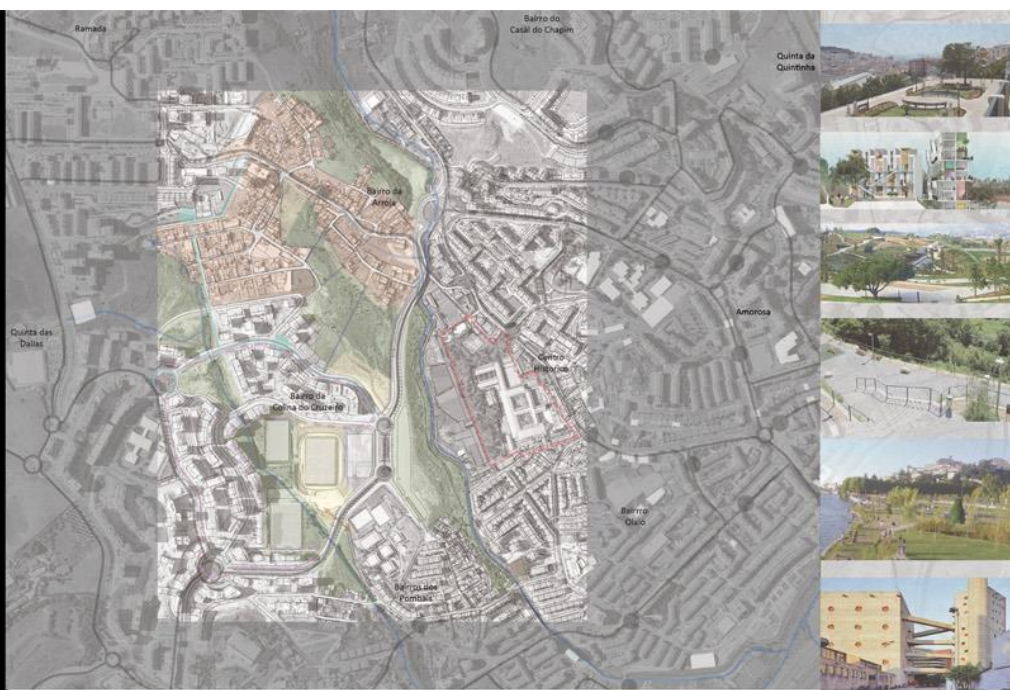 Ramada
Bairro do
Casal do Chapim
Quinta da
Quintinha
Bairro da
Arroja
Quinta das
Dálias
Amorosa
Centro
Histórico
Bairro da
Colina do Cruzeiro
Bairro
Olaio
Bairros dos
Pombais